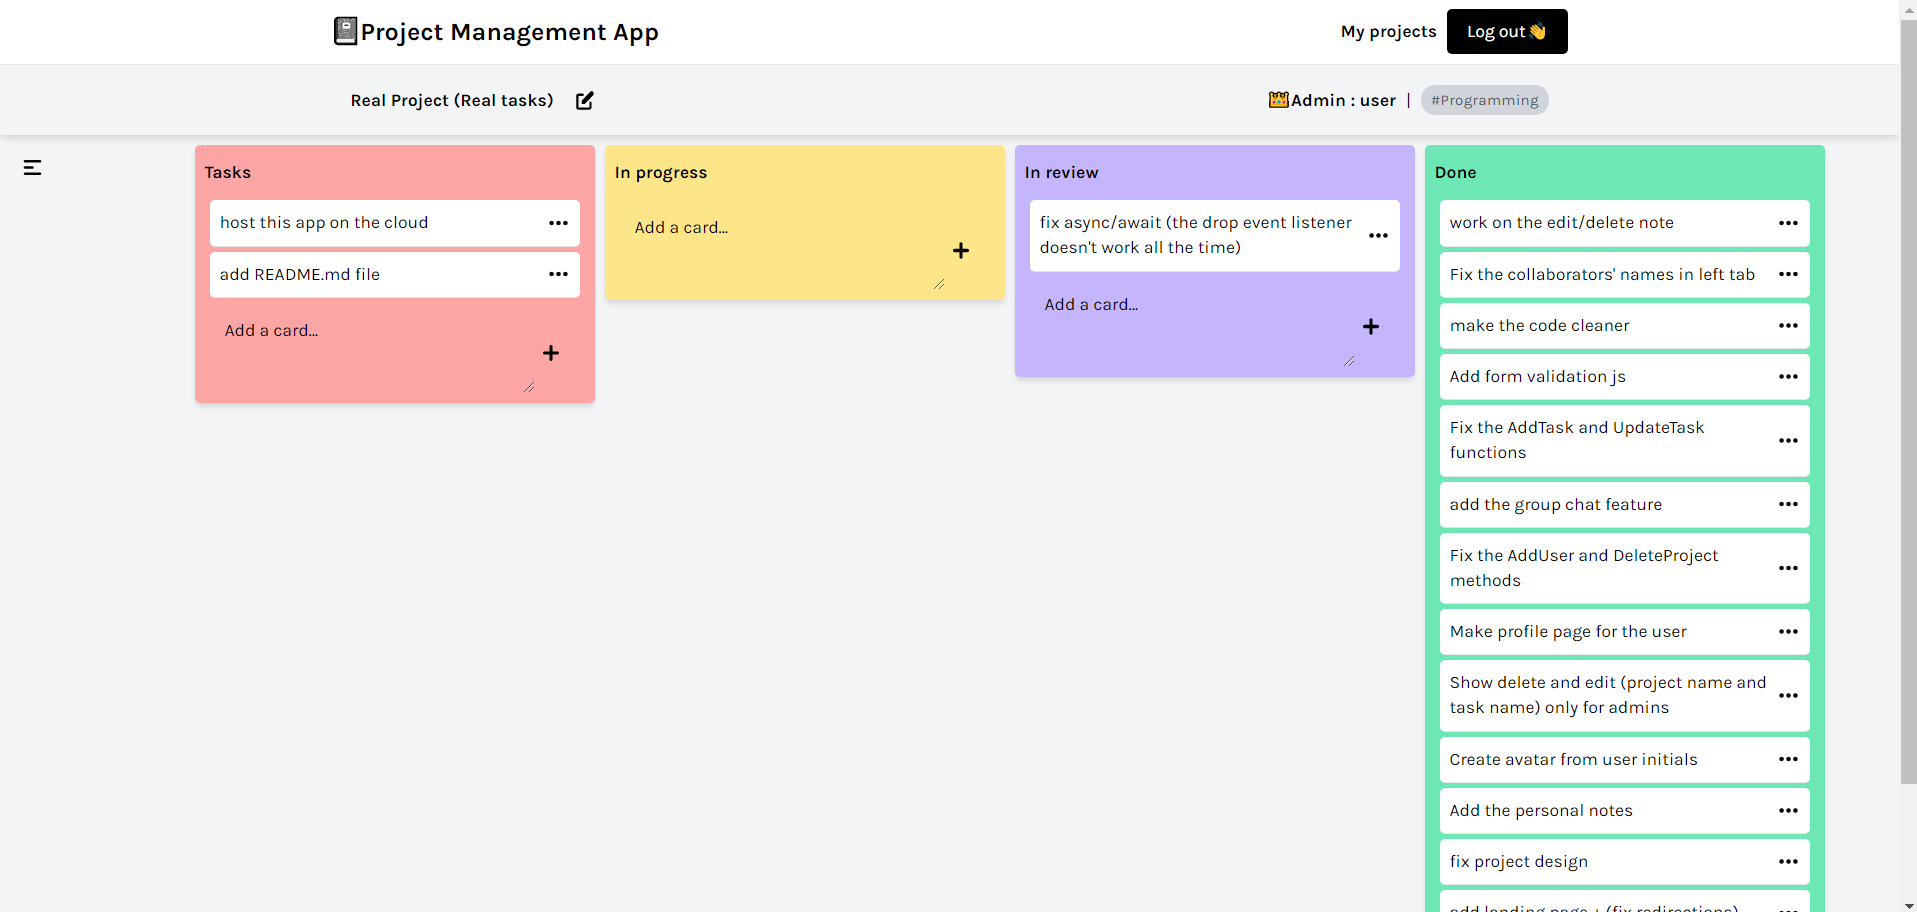 Project Management App
My projects
Log out
Real Project (Real tasks)
Admin : user | #Programming
Tasks
host this app on the cloud
add README.md file
Add a card...
In progress
Add a card...
In review
fix async/await (the drop event listener
doesn't work all the time)
Add a card...
Done
work on the edit/delete note
Fix the collaborators' names in left tab
make the code cleaner
Add form validation js
Fix the AddTask and UpdateTask
functions
add the group chat feature
Fix the AddUser and DeleteProject
methods
Make profile page for the user
Show delete and edit (project name and
task name) only for admins
Create avatar from user initials
Add the personal notes
fix project design
add landing page + (fix redirections)